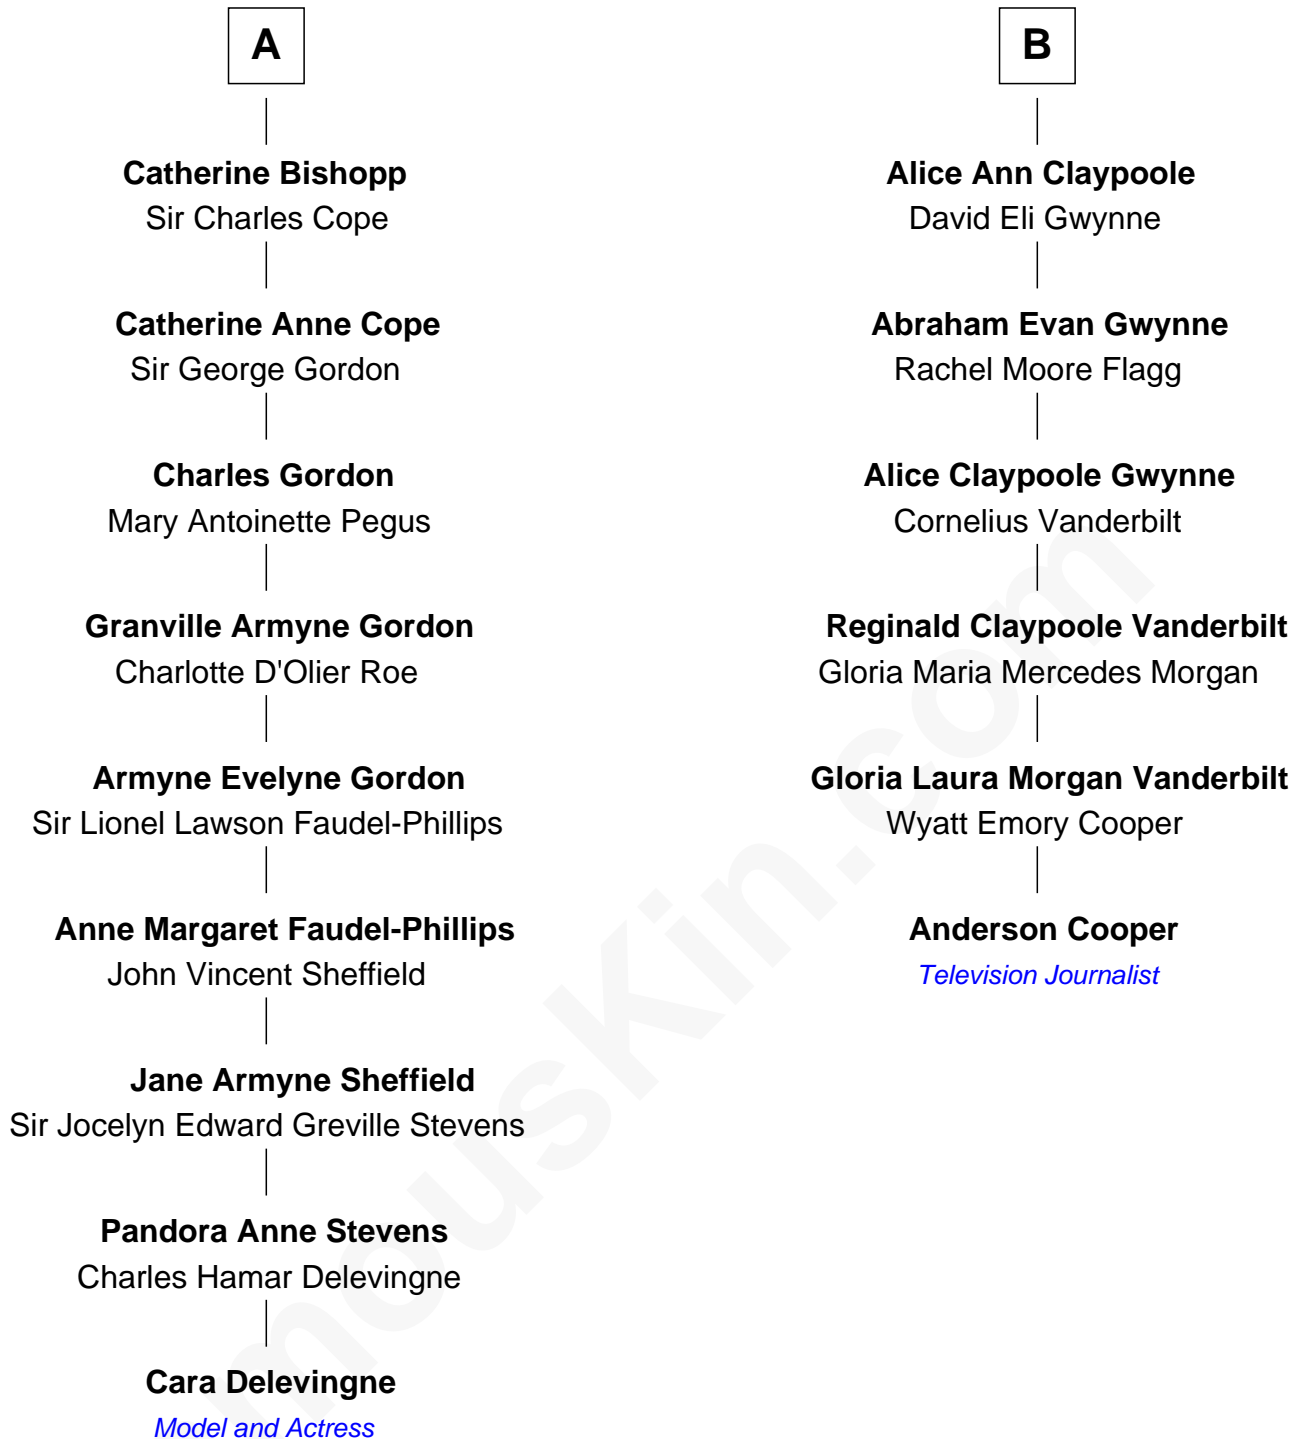 A
Catherine Bishopp
Sir Charles Cope
Catherine Anne Cope
Sir George Gordon
Charles Gordon
Mary Antoinette Pegus
Granville Armyne Gordon
Charlotte D'Olier Roe
Armyne Evelyne Gordon
Sir Lionel Lawson Faudel-Phillips
Anne Margaret Faudel-Phillips
John Vincent Sheffield
Jane Armyne Sheffield
Sir Jocelyn Edward Greville Stevens
Pandora Anne Stevens
Charles Hamar Delevingne
Cara Delevingne
Model and Actress
B
Alice Ann Claypoole
David Eli Gwynne
Abraham Evan Gwynne
Rachel Moore Flagg
Alice Claypoole Gwynne
Cornelius Vanderbilt
Reginald Claypoole Vanderbilt
Gloria Maria Mercedes Morgan
Gloria Laura Morgan Vanderbilt
Wyatt Emory Cooper
Anderson Cooper
Television Journalist
mousKin.com